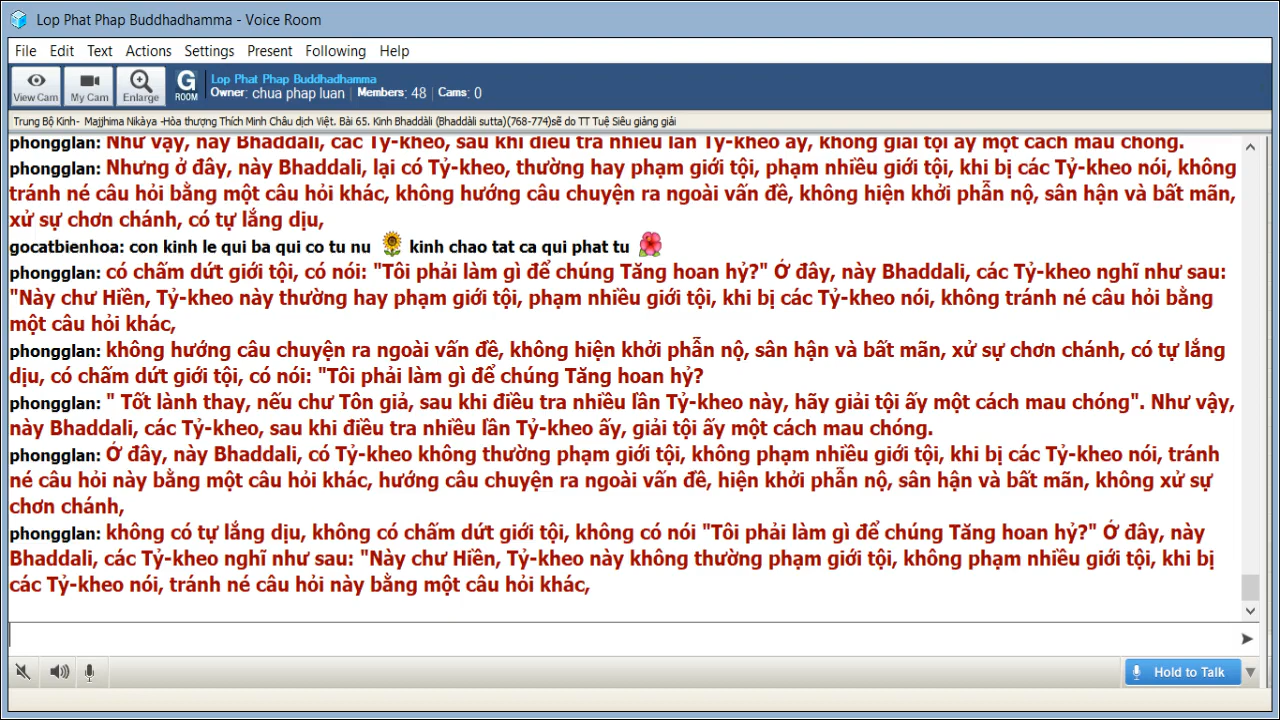 Lop Phat Phap Buddhadhamma - Voice Room
File Edit Text Actions Settings Present Following Help
View Cam My Cam Enlarge G ROOM Lop Phat Phap Buddhadhamma
Owner: chua phap luan | Members: 48 | Cams: 0
Trung Bộ Kinh- Majjhima Nikàya -Hòa thượng Thích Minh Châu dịch Việt. Bài 65. Kinh Bhaddàli (Bhaddàli sutta)(768-774)sẽ do TT Tuệ Siêu giảng giải
phongglan: Như vậy, này Bhaddali, các Tỷ-kheo, sau khi điều tra nhiều lần Tỷ-kheo ấy, không giải tội ấy một cách mau chóng.
phongglan: Nhưng ở đây, này Bhaddali, lại có Tỷ-kheo, thường hay phạm giới tội, phạm nhiều giới tội, khi bị các Tỷ-kheo nói, không
tránh né câu hỏi bằng một câu hỏi khác, không hướng câu chuyện ra ngoài vấn đề, không hiện khởi phẫn nộ, sân hận và bất mãn,
xử sự chơn chánh, có tự lắng dịu,
gocatbienhoa: con kinh le qui ba qui co tu nu kinh chao tat ca qui phat tu
phongglan: có chấm dứt giới tội, có nói: "Tôi phải làm gì để chúng Tăng hoan hỷ?" Ở đây, này Bhaddali, các Tỷ-kheo nghĩ như sau:
"Này chư Hiền, Tỷ-kheo này thường hay phạm giới tội, phạm nhiều giới tội, khi bị các Tỷ-kheo nói, không tránh né câu hỏi bằng
một câu hỏi khác,
phongglan: không hướng câu chuyện ra ngoài vấn đề, không hiện khởi phẫn nộ, sân hận và bất mãn, xử sự chơn chánh, có tự lắng
dịu, có chấm dứt giới tội, có nói: "Tôi phải làm gì để chúng Tăng hoan hỷ?
phongglan: " Tốt lành thay, nếu chư Tôn giả, sau khi điều tra nhiều lần Tỷ-kheo này, hãy giải tội ấy một cách mau chóng". Như vậy,
này Bhaddali, các Tỷ-kheo, sau khi điều tra nhiều lần Tỷ-kheo ấy, giải tội ấy một cách mau chóng.
phongglan: Ở đây, này Bhaddali, có Tỷ-kheo không thường phạm giới tội, không phạm nhiều giới tội, khi bị các Tỷ-kheo nói, tránh
né câu hỏi này bằng một câu hỏi khác, hướng câu chuyện ra ngoài vấn đề, hiện khởi phẫn nộ, sân hận và bất mãn, không xử sự
chơn chánh,
phongglan: không có tự lắng dịu, không có chấm dứt giới tội, không có nói "Tôi phải làm gì để chúng Tăng hoan hỷ?" Ở đây, này
Bhaddali, các Tỷ-kheo nghĩ như sau: "Này chư Hiền, Tỷ-kheo này không thường phạm giới tội, không phạm nhiều giới tội, khi bị
các Tỷ-kheo nói, tránh né câu hỏi này bằng một câu hỏi khác,
Hold to Talk